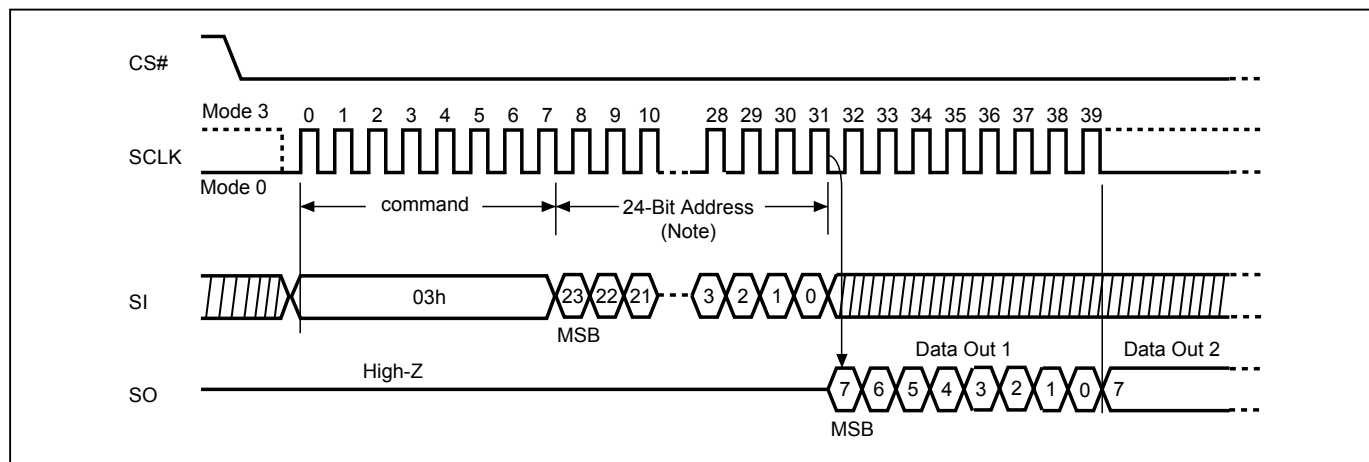 CS#
Mode 3
0 1 2 3 4 5 6 7 8 9 10 28 29 30 31 32 33 34 35 36 37 38 39
SCLK
Mode 0
command
24-Bit Address
(Note)
SI
03h
23 22 21 3 2 1 0
MSB
Data Out 1
Data Out 2
High-Z
SO
7 6 5 4 3 2 1 0 7
MSB